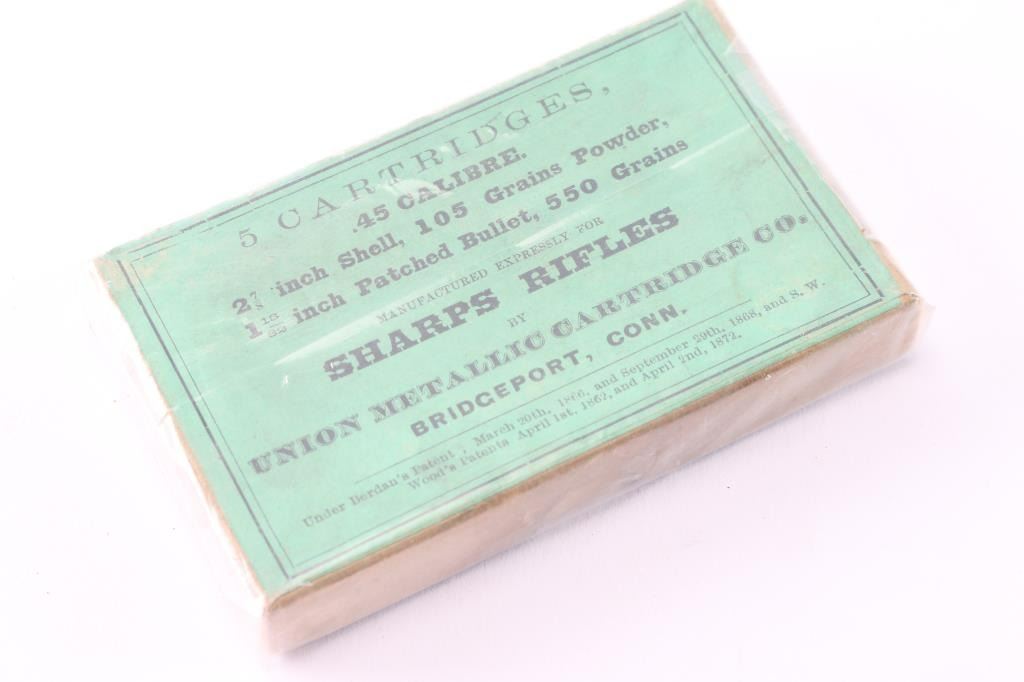 5 CARTRIDGES,
.45 CALIBRE.
2⅞ inch Shell, 105 Grains Powder,
1 13/32 inch Patched Bullet, 550 Grains
MANUFACTURED EXPRESSLY FOR
SHARPS RIFLES
BY
UNION METALLIC CARTRIDGE CO.
BRIDGEPORT, CONN.
Under Berdan's Patent, March 20th, 1866, and September 29th, 1868, and S. W.
Wood's Patents April 1st, 1862, and April 2nd, 1872.